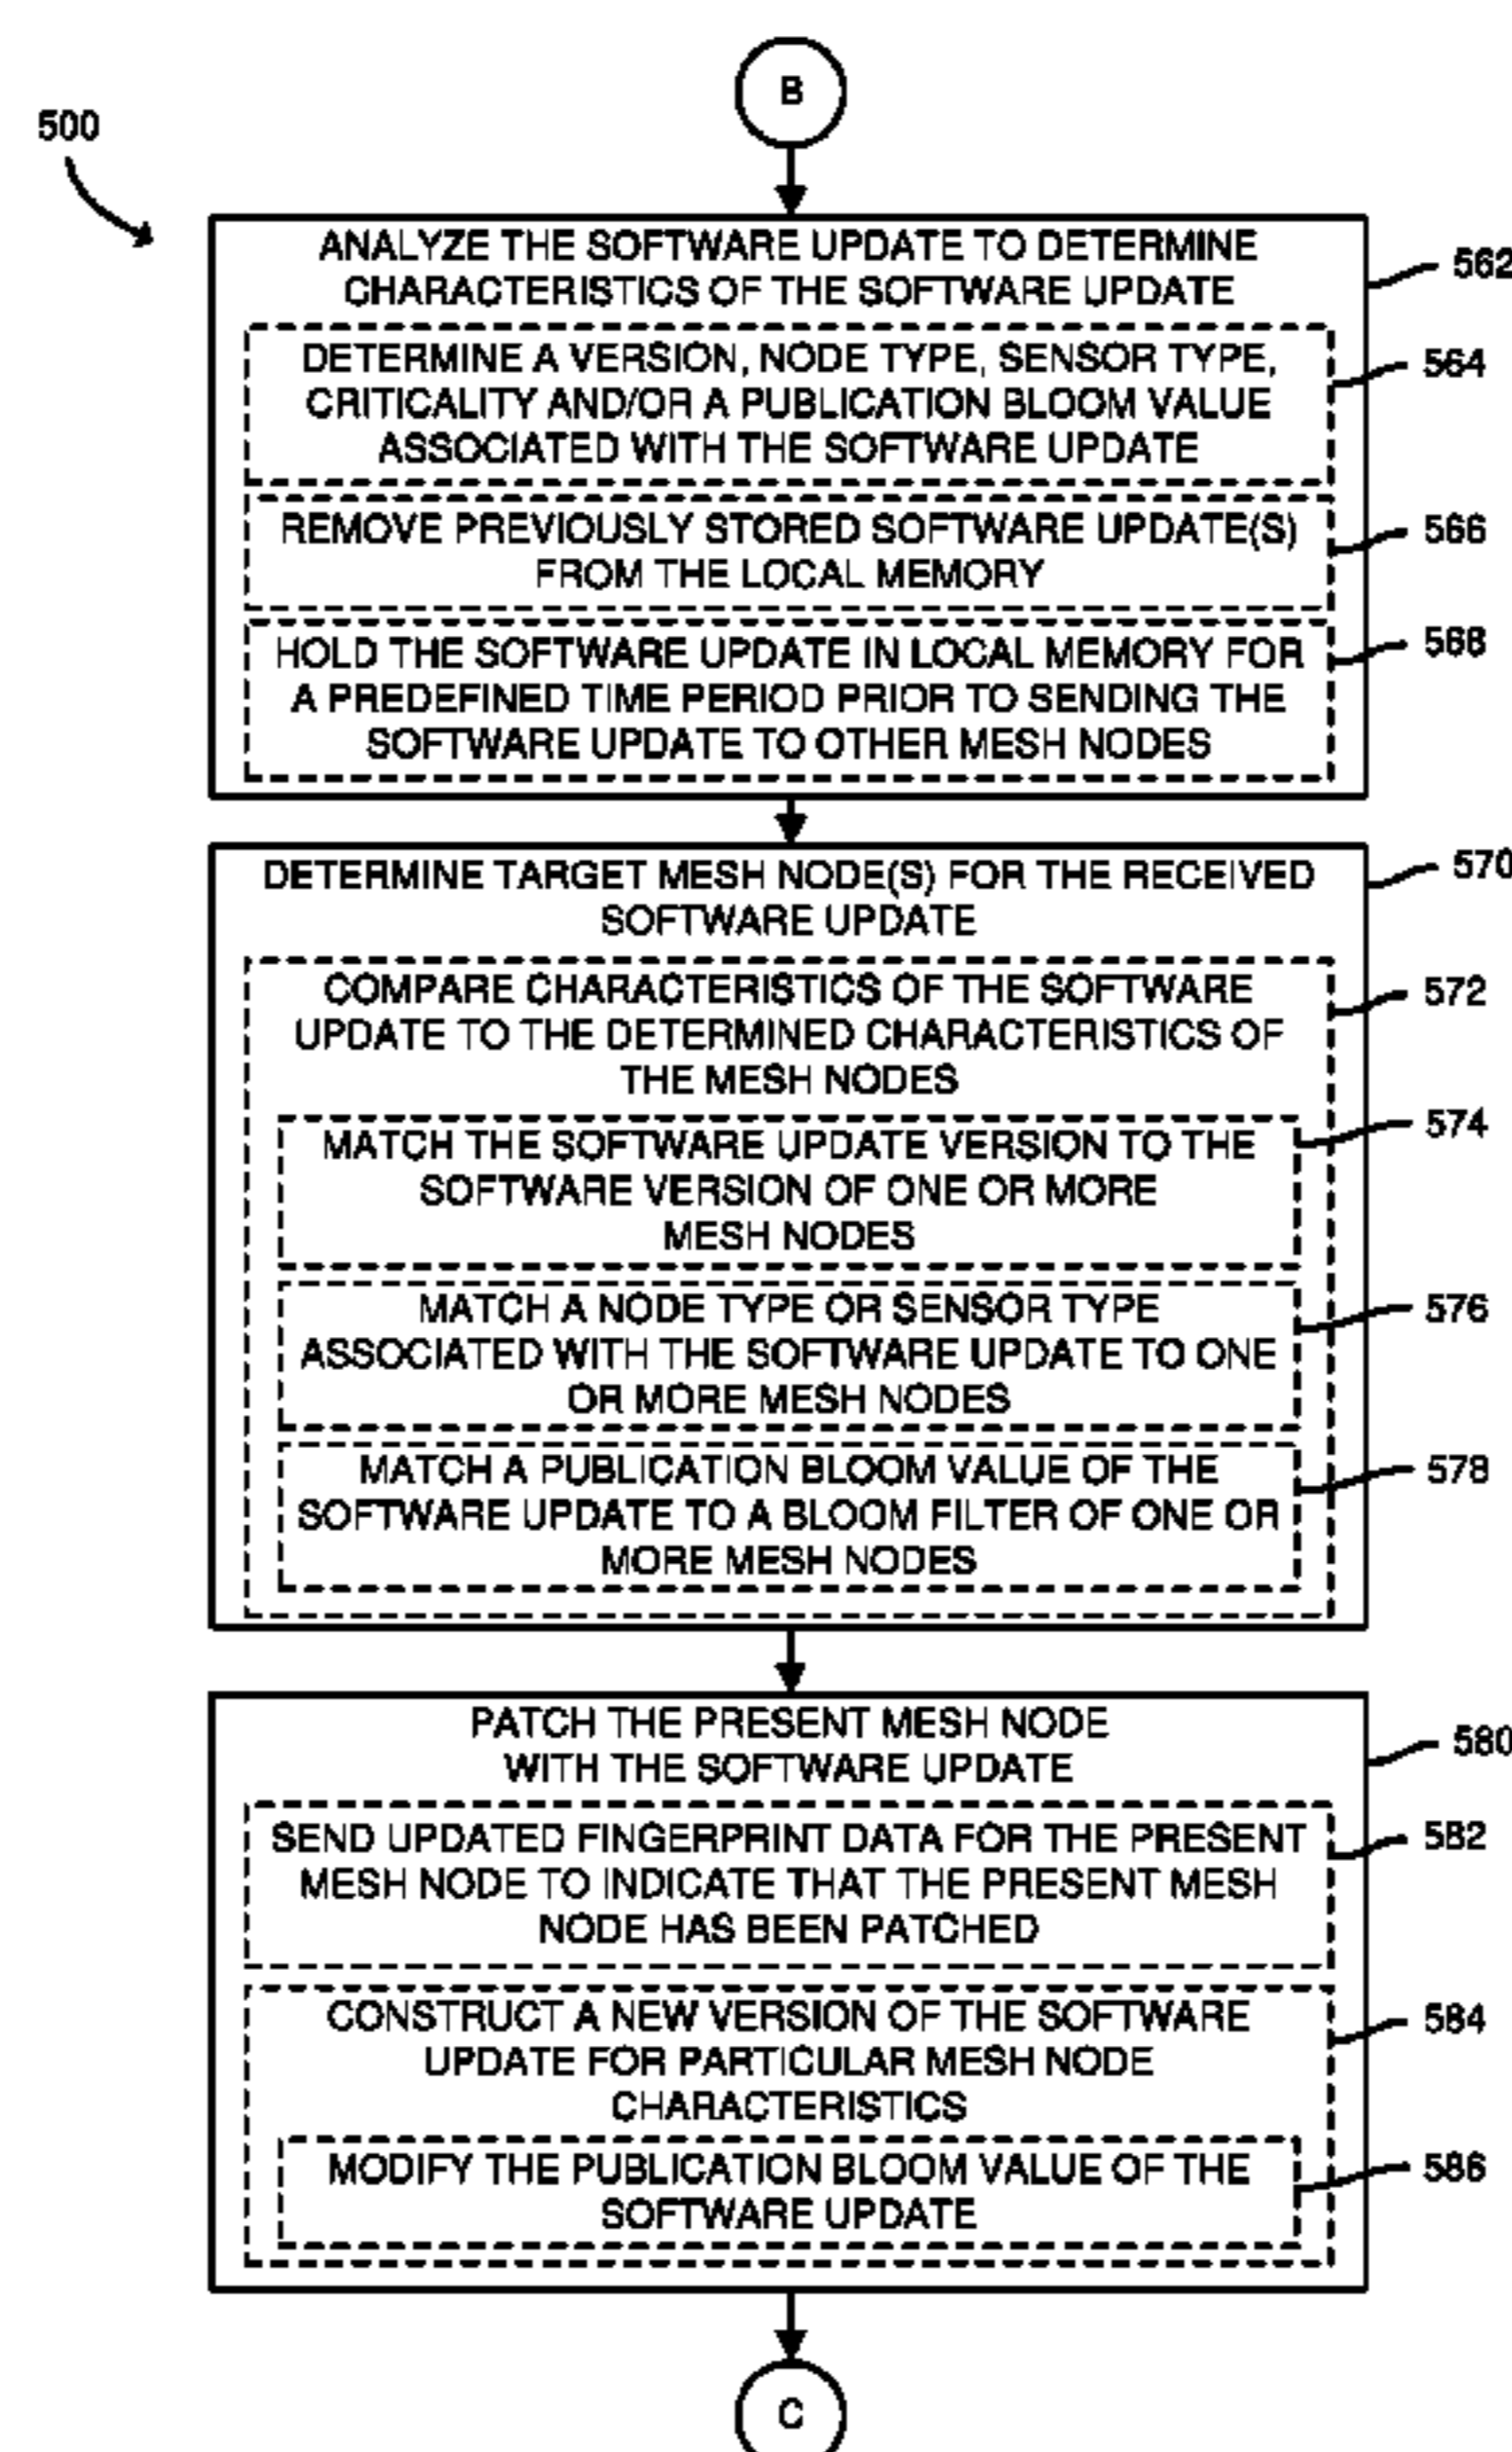 B
500
ANALYZE THE SOFTWARE UPDATE TO DETERMINE
CHARACTERISTICS OF THE SOFTWARE UPDATE
562
DETERMINE A VERSION, NODE TYPE, SENSOR TYPE,
CRITICALITY AND/OR A PUBLICATION BLOOM VALUE
ASSOCIATED WITH THE SOFTWARE UPDATE
564
REMOVE PREVIOUSLY STORED SOFTWARE UPDATE(S)
FROM THE LOCAL MEMORY
566
HOLD THE SOFTWARE UPDATE IN LOCAL MEMORY FOR
A PREDEFINED TIME PERIOD PRIOR TO SENDING THE
SOFTWARE UPDATE TO OTHER MESH NODES
568
DETERMINE TARGET MESH NODE(S) FOR THE RECEIVED
SOFTWARE UPDATE
570
COMPARE CHARACTERISTICS OF THE SOFTWARE
UPDATE TO THE DETERMINED CHARACTERISTICS OF
THE MESH NODES
572
MATCH THE SOFTWARE UPDATE VERSION TO THE
SOFTWARE VERSION OF ONE OR MORE
MESH NODES
574
MATCH A NODE TYPE OR SENSOR TYPE
ASSOCIATED WITH THE SOFTWARE UPDATE TO ONE
OR MORE MESH NODES
576
MATCH A PUBLICATION BLOOM VALUE OF THE
SOFTWARE UPDATE TO A BLOOM FILTER OF ONE OR
MORE MESH NODES
578
PATCH THE PRESENT MESH NODE
WITH THE SOFTWARE UPDATE
580
SEND UPDATED FINGERPRINT DATA FOR THE PRESENT
MESH NODE TO INDICATE THAT THE PRESENT MESH
NODE HAS BEEN PATCHED
582
CONSTRUCT A NEW VERSION OF THE SOFTWARE
UPDATE FOR PARTICULAR MESH NODE
CHARACTERISTICS
584
MODIFY THE PUBLICATION BLOOM VALUE OF THE
SOFTWARE UPDATE
586
C